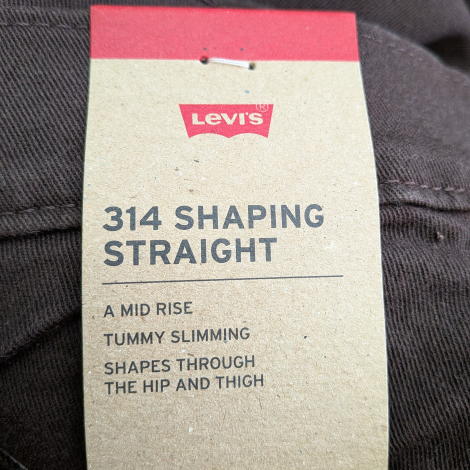 LEVI'S®
314 SHAPING
STRAIGHT
A MID RISE
TUMMY SLIMMING
SHAPES THROUGH
THE HIP AND THIGH